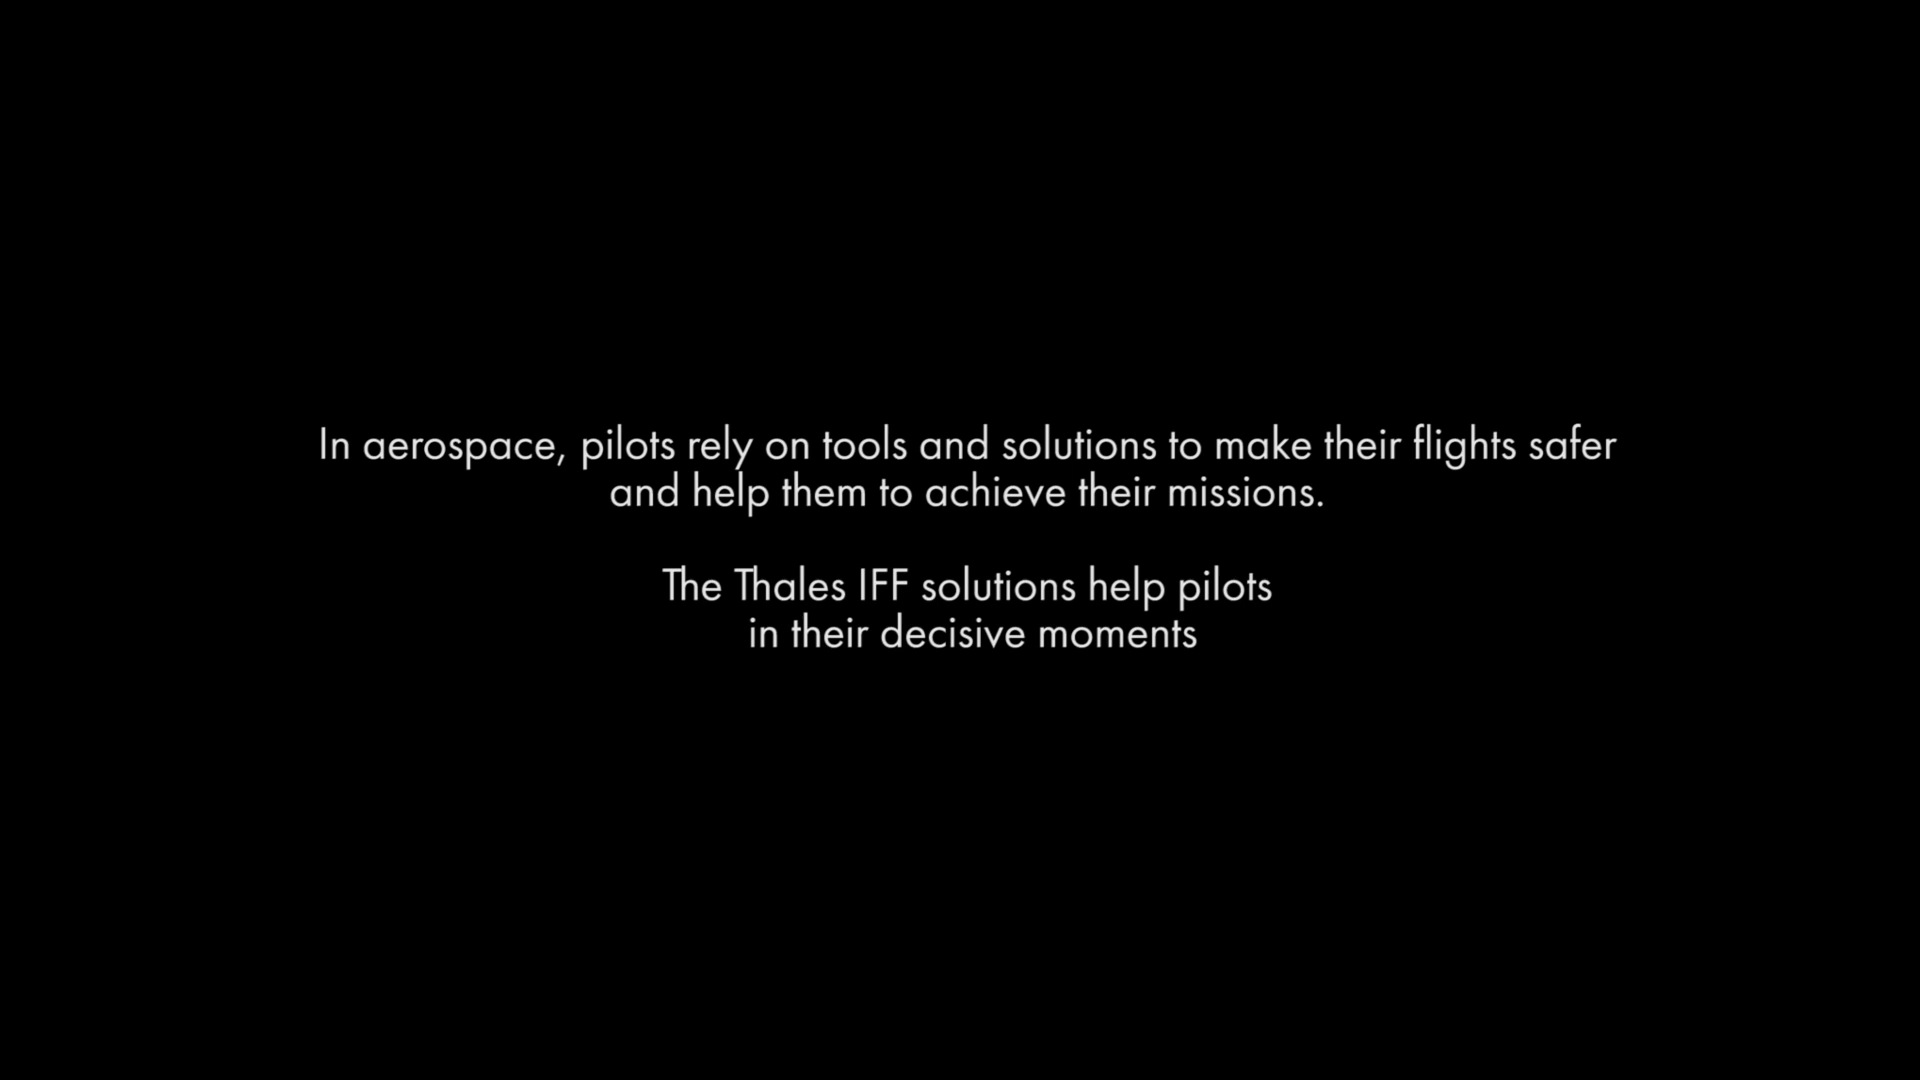 In aerospace, pilots rely on tools and solutions to make their flights safer
and help them to achieve their missions.
The Thales IFF solutions help pilots
in their decisive moments